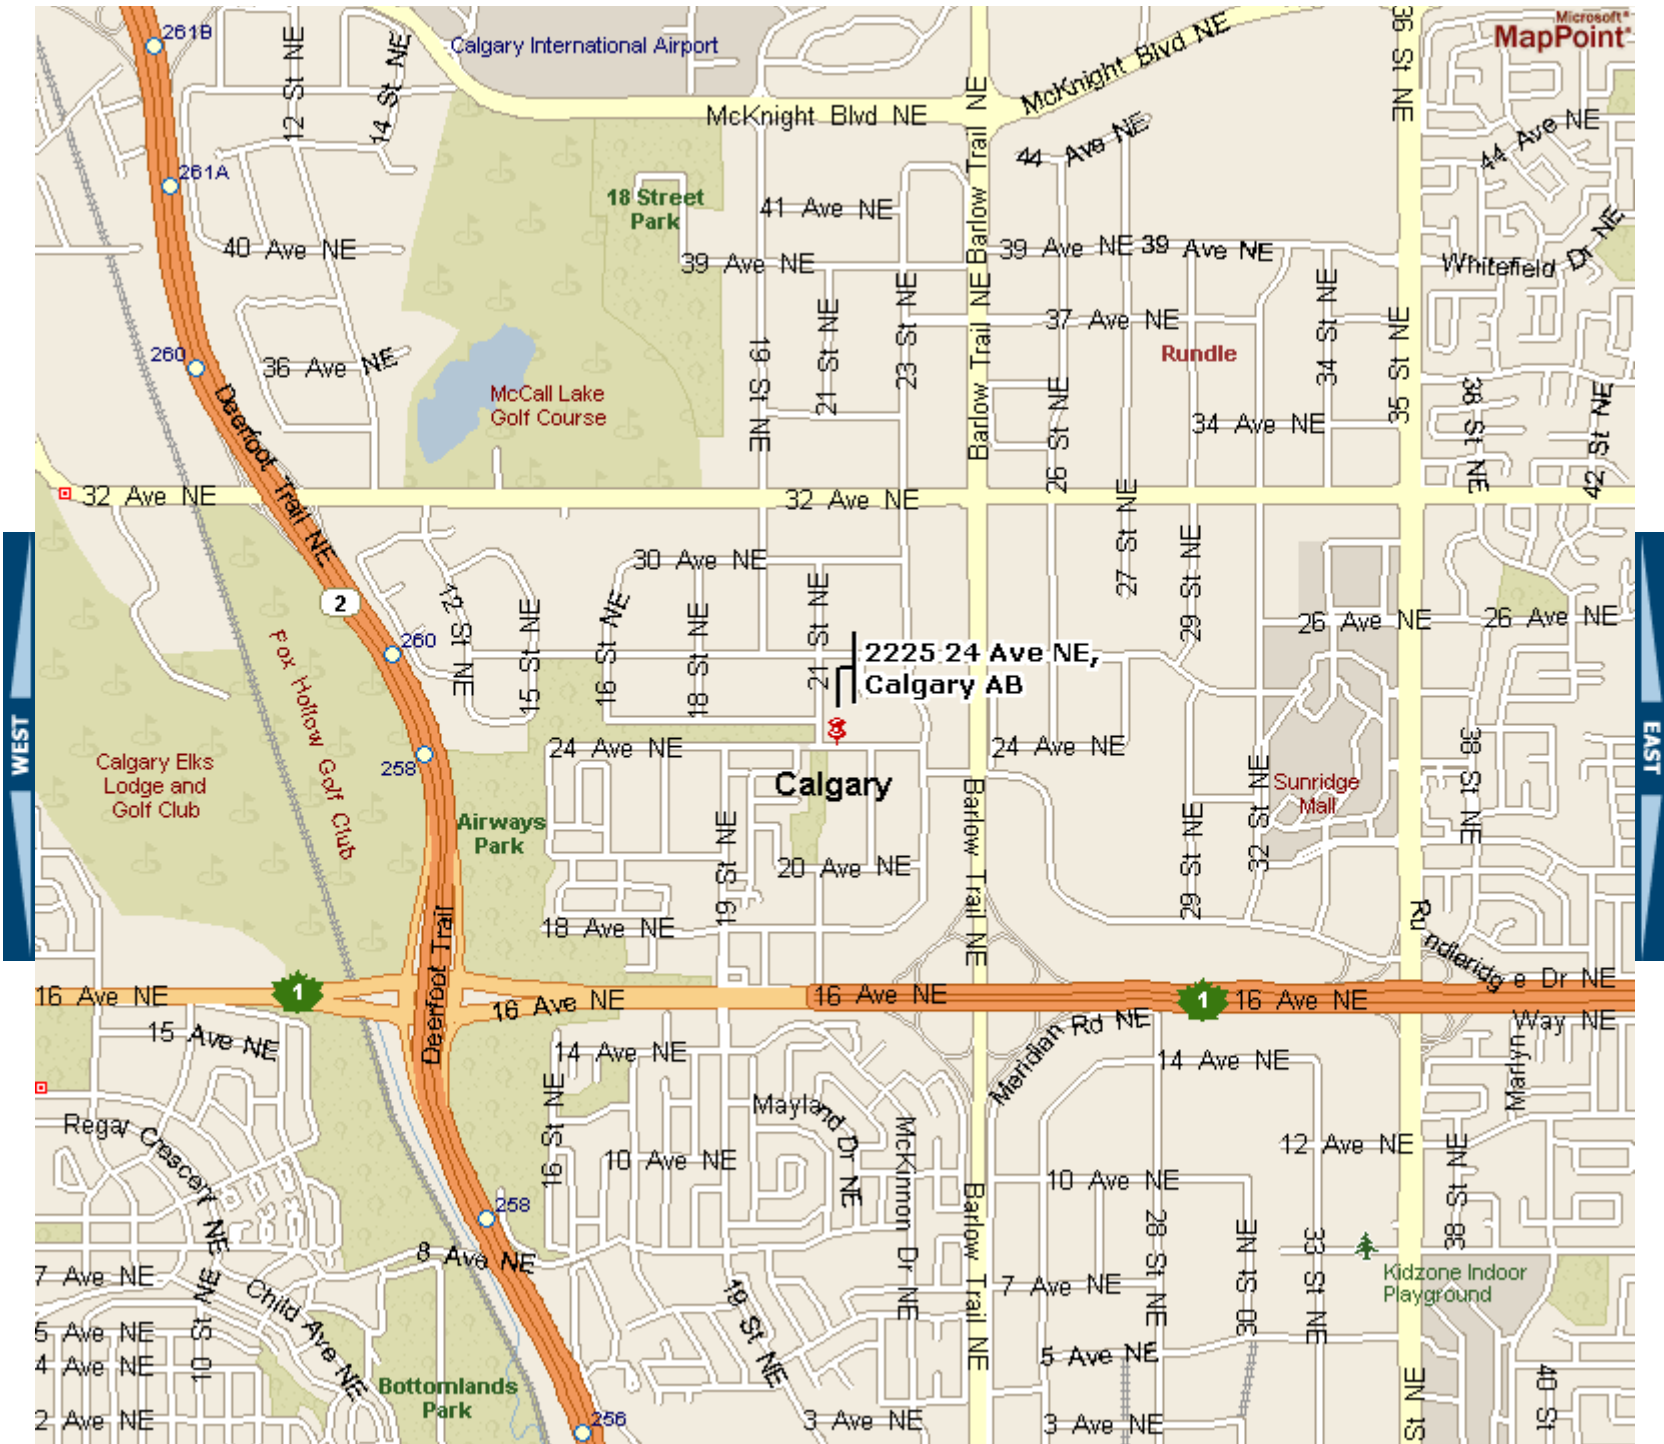 261B
12 St NE
14 St NE
Calgary International Airport
McKnight Blvd NE
McKnight Blvd NE
Barlow Trail NE
36 St NE
Microsoft®
MapPoint®
44 Ave NE
44 Ave NE
261A
18 Street
Park
41 Ave NE
40 Ave NE
39 Ave NE
39 Ave NE
39 Ave NE
Whitefield Dr NE
260
36 Ave NE
Deerfoot Trail NE
McCall Lake
Golf Course
19 St NE
21 St NE
23 St NE
Barlow Trail NE
37 Ave NE
Rundle
34 St NE
35 St NE
26 St NE
34 Ave NE
38 St NE
42 St NE
32 Ave NE
32 Ave NE
27 St NE
29 St NE
30 Ave NE
2
260
12 St NE
15 St NE
16 St NE
18 St NE
21 St NE
2225 24 Ave NE,
Calgary AB
26 Ave NE
26 Ave NE
Fox Hollow Golf Club
WEST
EAST
Calgary Elks
Lodge and
Golf Club
258
24 Ave NE
24 Ave NE
Calgary
Sunridge
Mall
38 St NE
32 St NE
29 St NE
Airways
Park
19 St NE
20 Ave NE
Barlow Trail NE
18 Ave NE
Deerfoot Trail
Rundleridge Dr NE
16 Ave NE
1
16 Ave NE
16 Ave NE
1
16 Ave NE
Way NE
Marlyn
15 Ave NE
14 Ave NE
Meridian Rd NE
14 Ave NE
Regal Crescent NE
16 St NE
Mayland Dr NE
McKinnon Dr NE
10 Ave NE
10 Ave NE
12 Ave NE
38 St NE
258
8 Ave NE
Barlow Trail NE
28 St NE
30 St NE
33 St NE
Kidzone Indoor
Playground
7 Ave NE
10 St NE
Child Ave NE
19 St NE
7 Ave NE
5 Ave NE
5 Ave NE
4 Ave NE
Bottomlands
Park
2 Ave NE
256
3 Ave NE
3 Ave NE
St NE
40 St